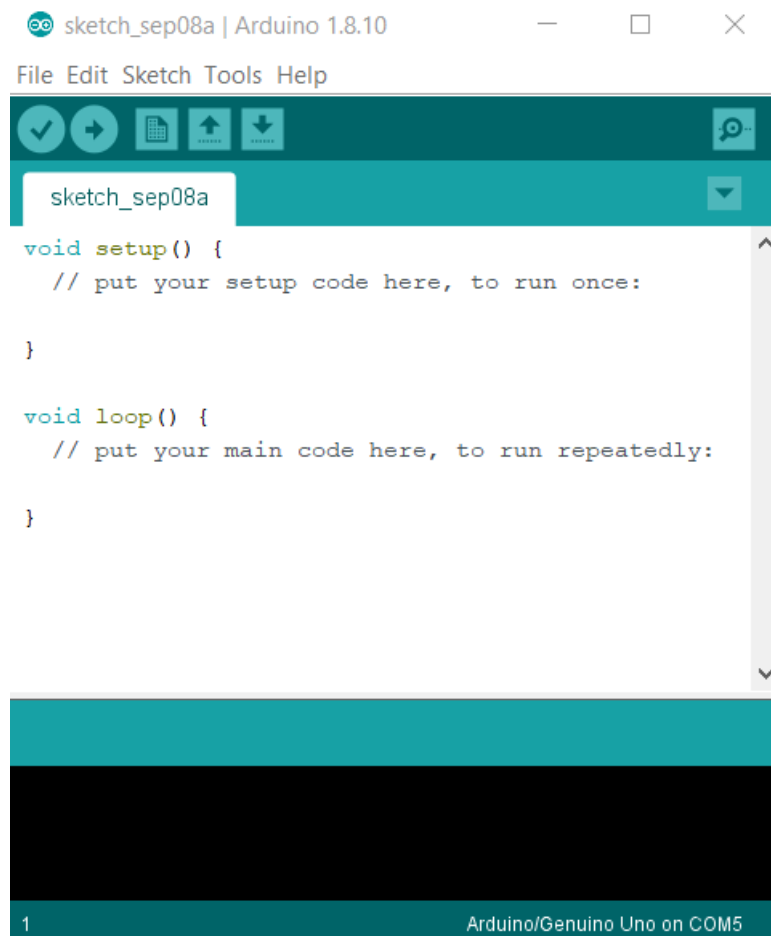 sketch_sep08a | Arduino 1.8.10
File Edit Sketch Tools Help
sketch_sep08a
void setup() {
  // put your setup code here, to run once:
}
void loop() {
  // put your main code here, to run repeatedly:
}
1 Arduino/Genuino Uno on COM5